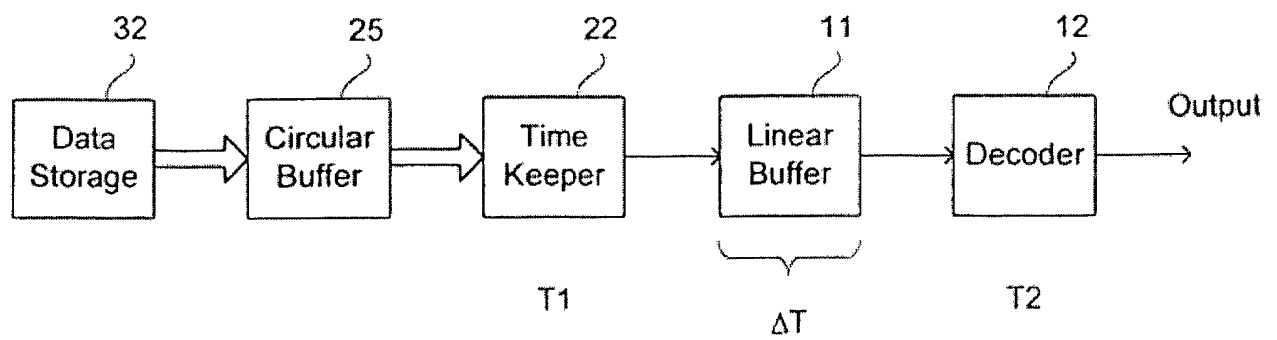 32
25
22
11
12
Data
Storage
Circular
Buffer
Time
Keeper
Linear
Buffer
Decoder
Output
T1
ΔT
T2